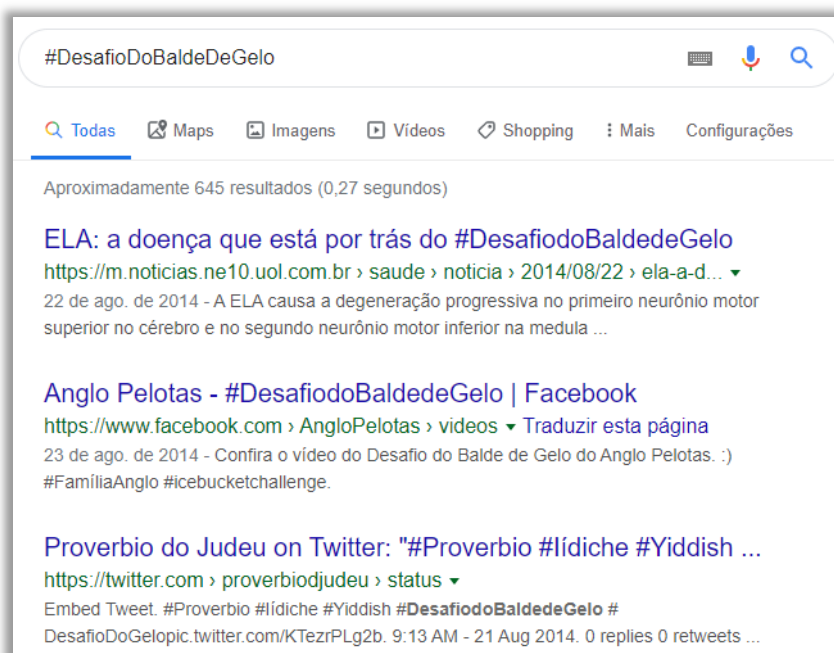 #DesafioDoBaldeDeGelo
Todas Maps Imagens Vídeos Shopping Mais Configurações
Aproximadamente 645 resultados (0,27 segundos)
ELA: a doença que está por trás do #DesafiodoBaldedeGelo
https://m.noticias.ne10.uol.com.br › saude › noticia › 2014/08/22 › ela-a-d...
22 de ago. de 2014 - A ELA causa a degeneração progressiva no primeiro neurônio motor
superior no cérebro e no segundo neurônio motor inferior na medula ...
Anglo Pelotas - #DesafiodoBaldedeGelo | Facebook
https://www.facebook.com › AngloPelotas › videos Traduzir esta página
23 de ago. de 2014 - Confira o vídeo do Desafio do Balde de Gelo do Anglo Pelotas. :)
#FamíliaAnglo #icebucketchallenge.
Proverbio do Judeu on Twitter: "#Proverbio #Iídiche #Yiddish ...
https://twitter.com › proverbiodjudeu › status
Embed Tweet. #Proverbio #Iídiche #Yiddish #DesafiodoBaldedeGelo #
DesafioDoGelopic.twitter.com/KTezrPLg2b. 9:13 AM - 21 Aug 2014. 0 replies 0 retweets ...